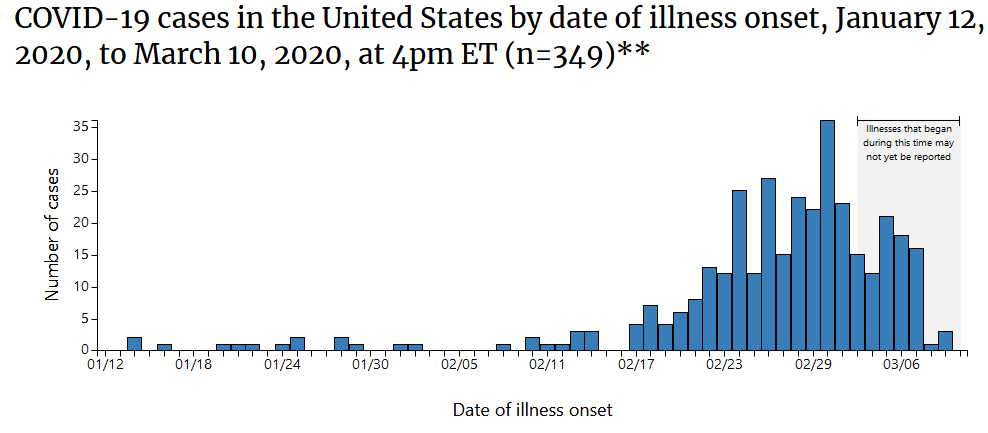 COVID-19 cases in the United States by date of illness onset, January 12,
2020, to March 10, 2020, at 4pm ET (n=349)**
Illnesses that began
during this time may
not yet be reported
35
30
25
20
15
10
5
0
Number of cases
01/12 01/18 01/24 01/30 02/05 02/11 02/17 02/23 02/29 03/06
Date of illness onset